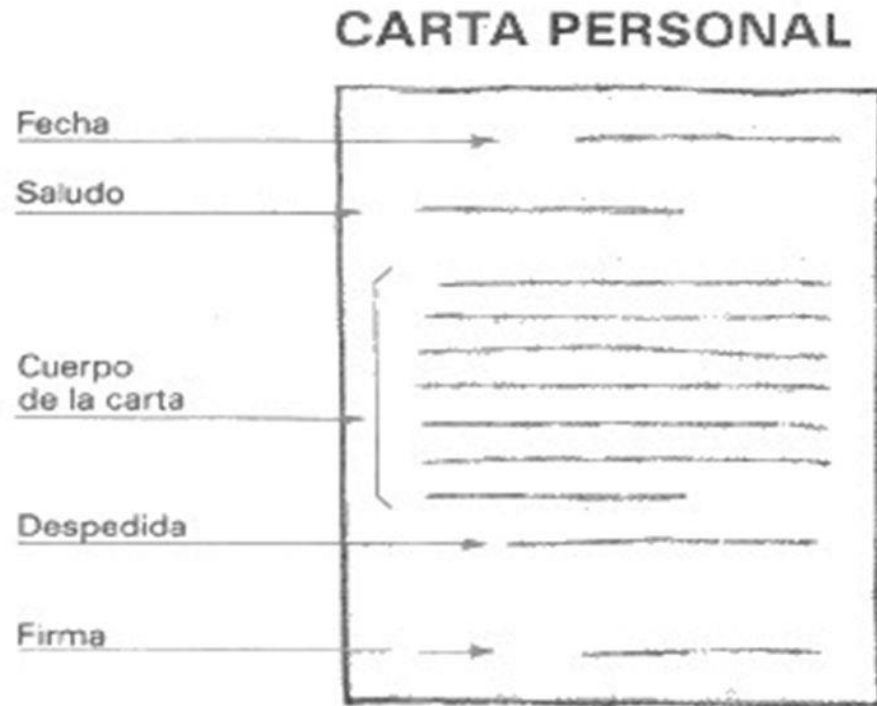 CARTA PERSONAL
Fecha
Saludo
Cuerpo
de la carta
Despedida
Firma